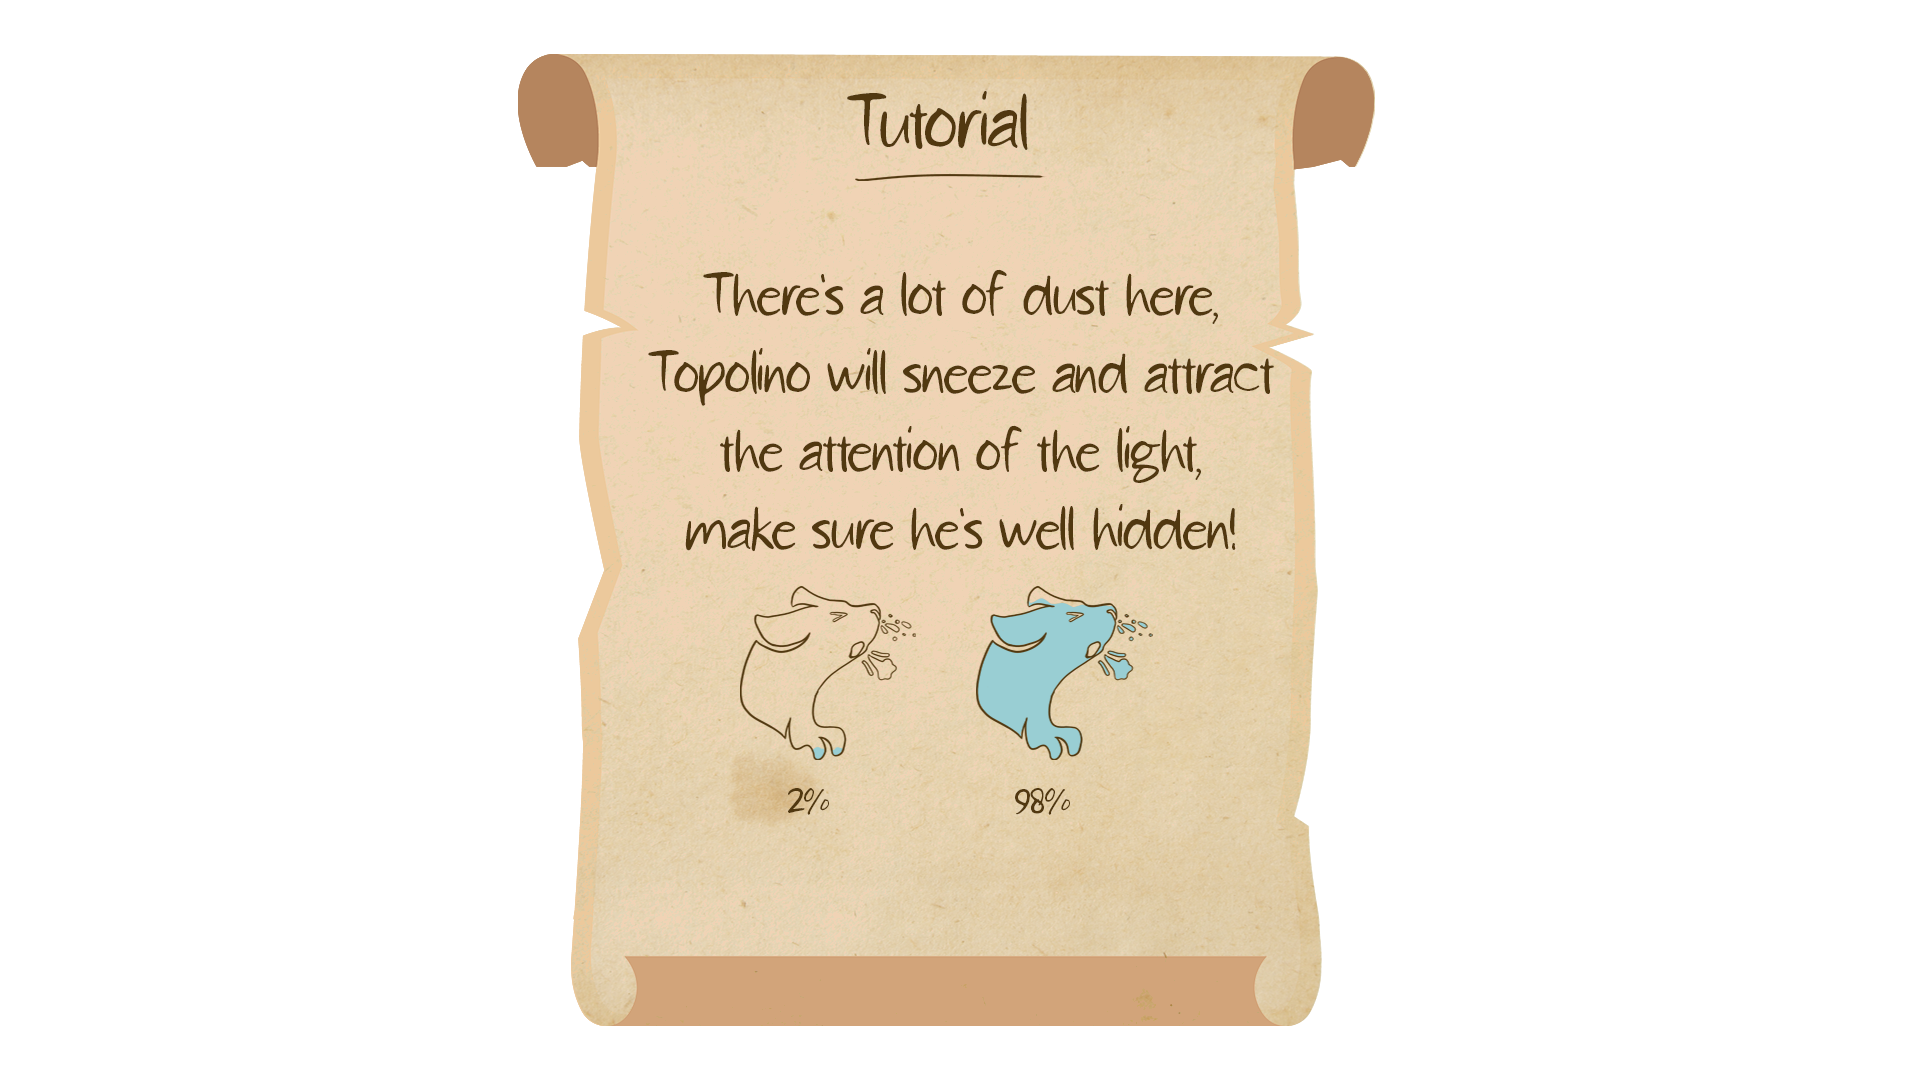 Tutorial
There's a lot of dust here,
Topolino will sneeze and attract
the attention of the light,
make sure he's well hidden!
2% 98%